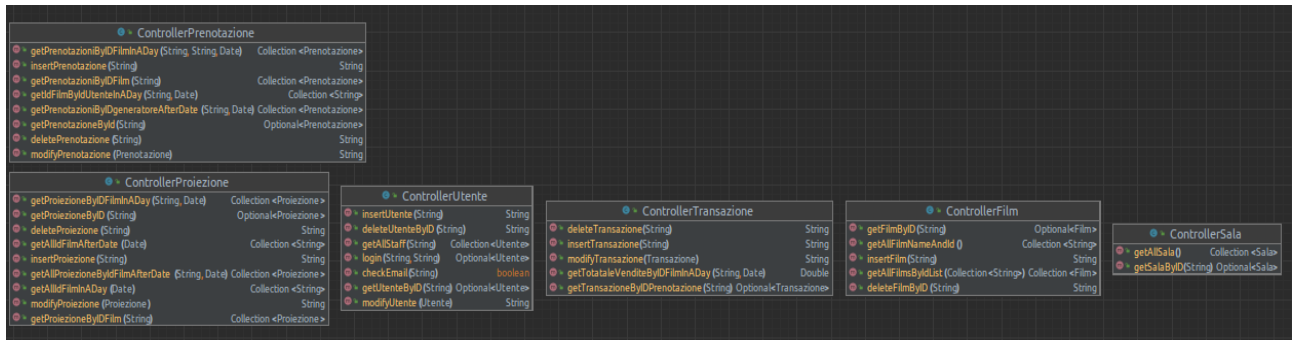 ControllerPrenotazione
getPrenotazioniByIDFilmInADay (String, String, Date) Collection <Prenotazione>
insertPrenotazione (String) String
getPrenotazioniByIDFilm (String) Collection <Prenotazione>
getIdFilmByIdUtenteInADay (String, Date) Collection <String>
getPrenotazioniByIDgeneratoreAfterDate (String, Date) Collection <Prenotazione>
getPrenotazioneById (String) Optional<Prenotazione>
deletePrenotazione (String) String
modifyPrenotazione (Prenotazione) String
ControllerProiezione
getProiezioneByIDFilmInADay (String, Date) Collection <Proiezione>
getProiezioneByID (String) Optional<Proiezione>
deleteProiezione (String) String
getAllIdFilmAfterDate (Date) Collection <String>
insertProiezione (String) String
getAllProiezioneByIdFilmAfterDate (String, Date) Collection <Proiezione>
getAllIdFilmInADay (Date) Collection <String>
modifyProiezione (Proiezione) String
getProiezioneByIDFilm (String) Collection <Proiezione>
ControllerUtente
insertUtente (String) String
deleteUtenteByID (String) String
getAllStaff (String) Collection <Utente>
login (String, String) Optional<Utente>
checkEmail (String) boolean
getUtenteByID (String) Optional<Utente>
modifyUtente (Utente) String
ControllerTransazione
deleteTransazione (String) String
insertTransazione (String) String
modifyTransazione (Transazione) String
getTotataleVenditeByIDFilmInADay (String, Date) Double
getTransazioneByIDPrenotazione (String) Optional<Transazione>
ControllerFilm
getFilmByID (String) Optional<Film>
getAllFilmNameAndId () Collection <String>
insertFilm (String) String
getAllFilmsByIdList (Collection <String>) Collection <Film>
deleteFilmByID (String) String
ControllerSala
getAllSala () Collection <Sala>
getSalaByID (String) Optional<Sala>